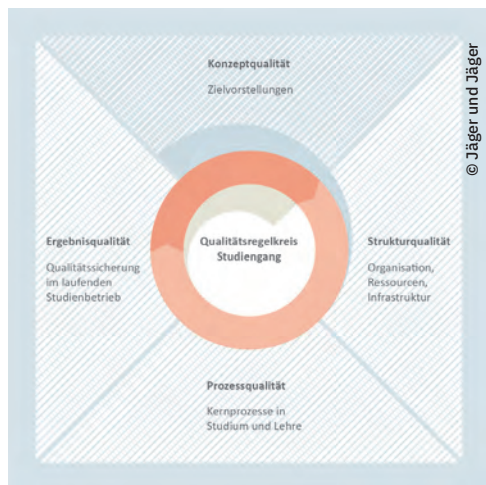 Konzeptqualität
Zielvorstellungen
© Jäger und Jäger
Ergebnisqualität
Qualitätssicherung
im laufenden
Studienbetrieb
Qualitätsregelkreis
Studiengang
Strukturqualität
Organisation,
Ressourcen,
Infrastruktur
Prozessqualität
Kernprozesse in
Studium und Lehre